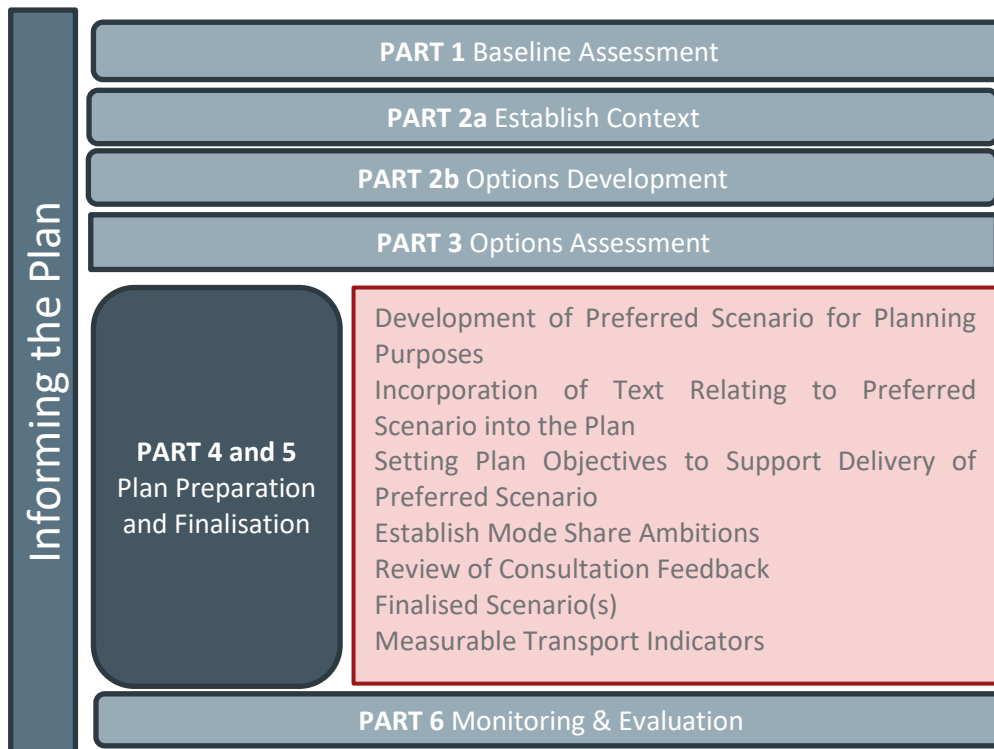 Informing the Plan
PART 1 Baseline Assessment
PART 2a Establish Context
PART 2b Options Development
PART 3 Options Assessment
PART 4 and 5
Plan Preparation
and Finalisation
Development of Preferred Scenario for Planning
Purposes
Incorporation of Text Relating to Preferred
Scenario into the Plan
Setting Plan Objectives to Support Delivery of
Preferred Scenario
Establish Mode Share Ambitions
Review of Consultation Feedback
Finalised Scenario(s)
Measurable Transport Indicators
PART 6 Monitoring & Evaluation